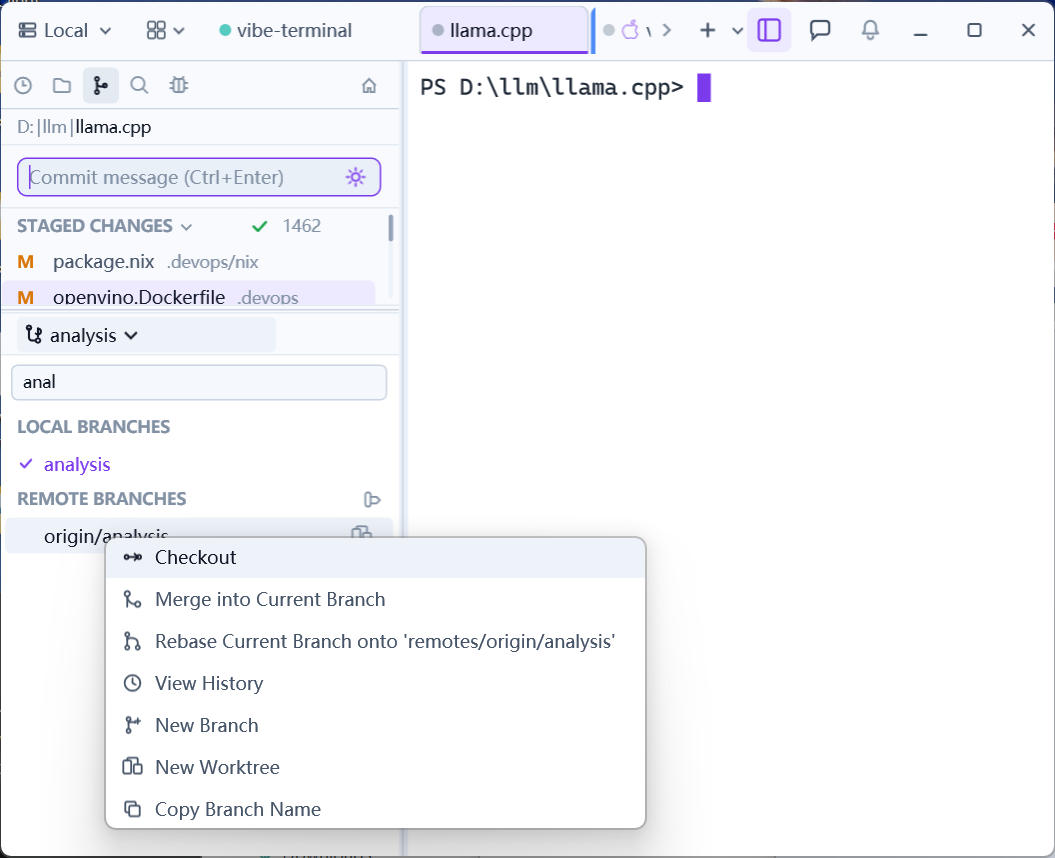 Local
vibe-terminal
llama.cpp
PS D:\llm\llama.cpp>
D:|llm|llama.cpp
Commit message (Ctrl+Enter)
STAGED CHANGES
1462
M package.nix .devops/nix
M openvino.Dockerfile .devops
analysis
anal
LOCAL BRANCHES
analysis
REMOTE BRANCHES
origin/analysis
Checkout
Merge into Current Branch
Rebase Current Branch onto 'remotes/origin/analysis'
View History
New Branch
New Worktree
Copy Branch Name